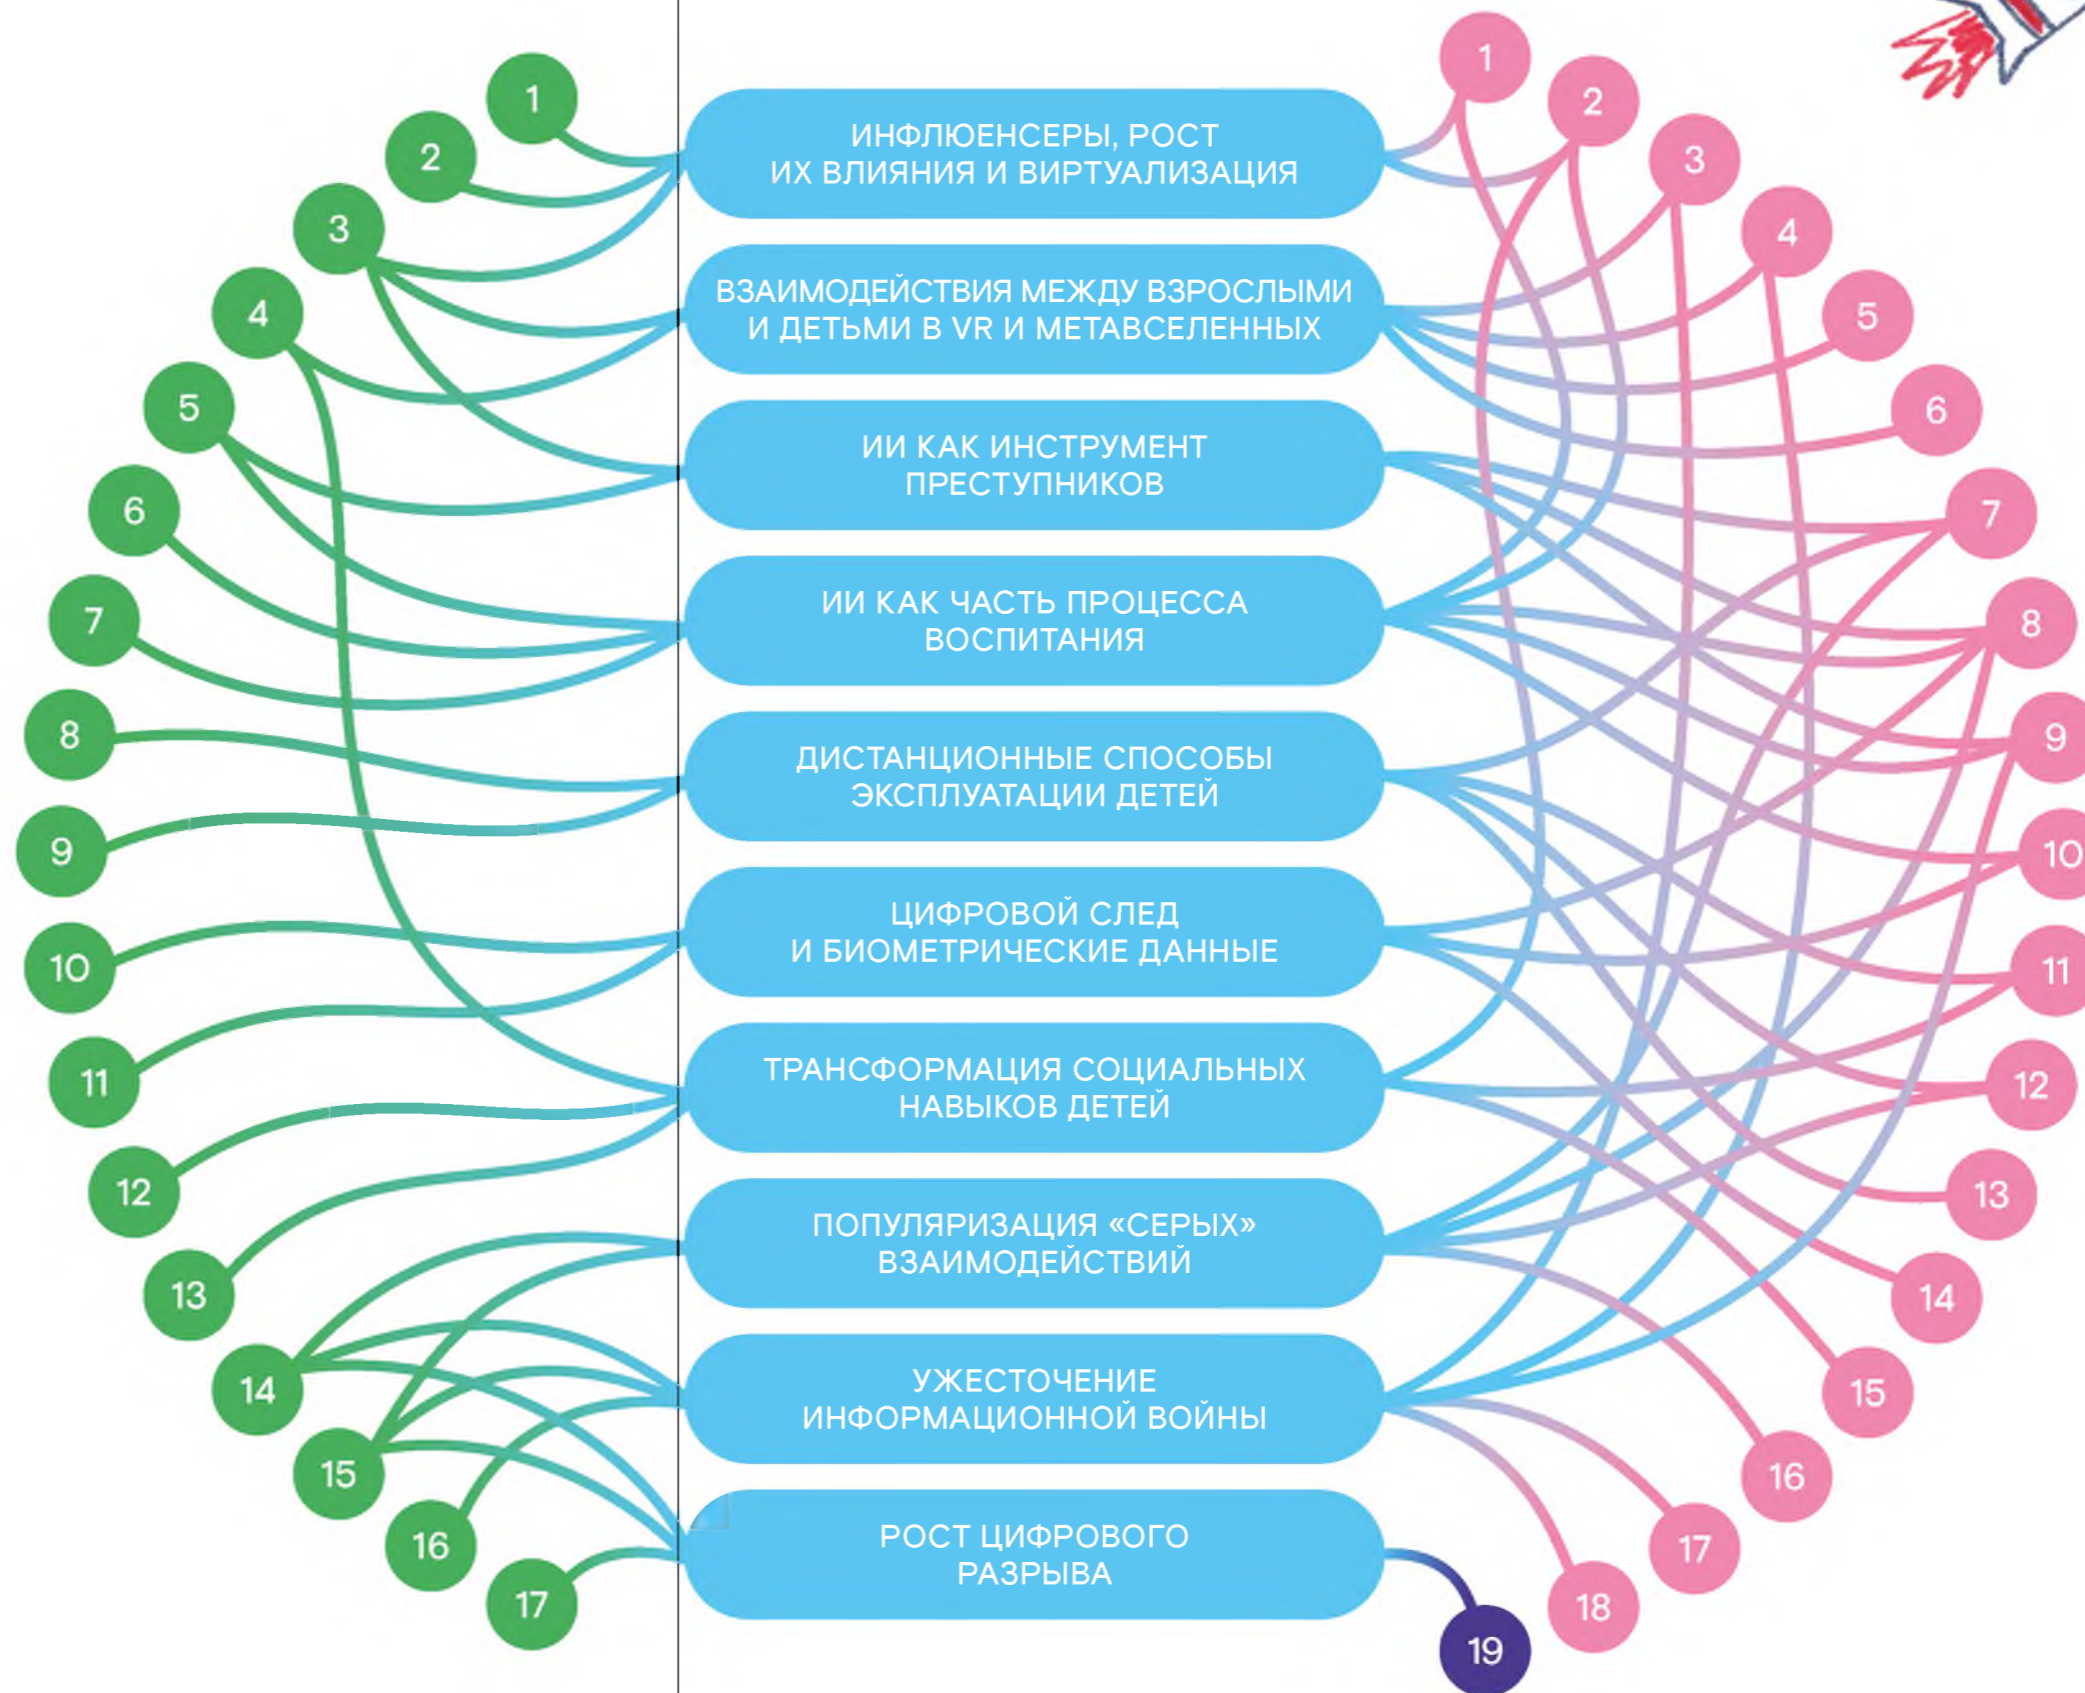 1
2
3
4
5
6
7
8
9
10
11
12
13
14
15
16
17
ИНФЛЮЕНСЕРЫ, РОСТ
ИХ ВЛИЯНИЯ И ВИРТУАЛИЗАЦИЯ
ВЗАИМОДЕЙСТВИЯ МЕЖДУ ВЗРОСЛЫМИ
И ДЕТЬМИ В VR И МЕТАВСЕЛЕННЫХ
ИИ КАК ИНСТРУМЕНТ
ПРЕСТУПНИКОВ
ИИ КАК ЧАСТЬ ПРОЦЕССА
ВОСПИТАНИЯ
ДИСТАНЦИОННЫЕ СПОСОБЫ
ЭКСПЛУАТАЦИИ ДЕТЕЙ
ЦИФРОВОЙ СЛЕД
И БИОМЕТРИЧЕСКИЕ ДАННЫЕ
ТРАНСФОРМАЦИЯ СОЦИАЛЬНЫХ
НАВЫКОВ ДЕТЕЙ
ПОПУЛЯРИЗАЦИЯ «СЕРЫХ»
ВЗАИМОДЕЙСТВИЙ
УЖЕСТОЧЕНИЕ
ИНФОРМАЦИОННОЙ ВОЙНЫ
РОСТ ЦИФРОВОГО
РАЗРЫВА
1
2
3
4
5
6
7
8
9
10
11
12
13
14
15
16
17
18
19